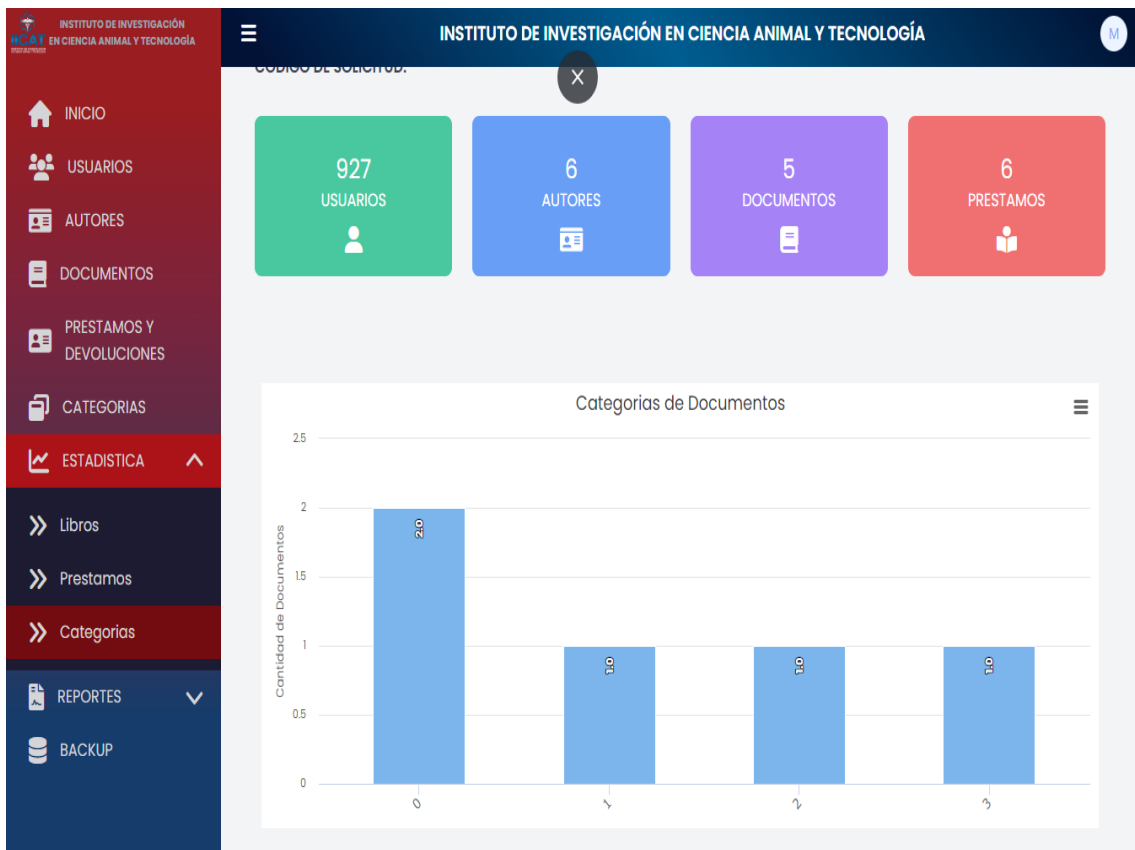 INSTITUTO DE INVESTIGACIÓN
EN CIENCIA ANIMAL Y TECNOLOGÍA
INICIO
USUARIOS
AUTORES
DOCUMENTOS
PRESTAMOS Y
DEVOLUCIONES
CATEGORIAS
ESTADISTICA
Libros
Prestamos
Categorias
REPORTES
BACKUP
INSTITUTO DE INVESTIGACIÓN EN CIENCIA ANIMAL Y TECNOLOGÍA
M
CODIGO DE SOLICITUD:
X
927
USUARIOS
6
AUTORES
5
DOCUMENTOS
6
PRESTAMOS
Categorias de Documentos
Cantidad de Documentos
2.5
2
1.5
1
0.5
0
2.0
1.0
1.0
1.0
0
1
2
3